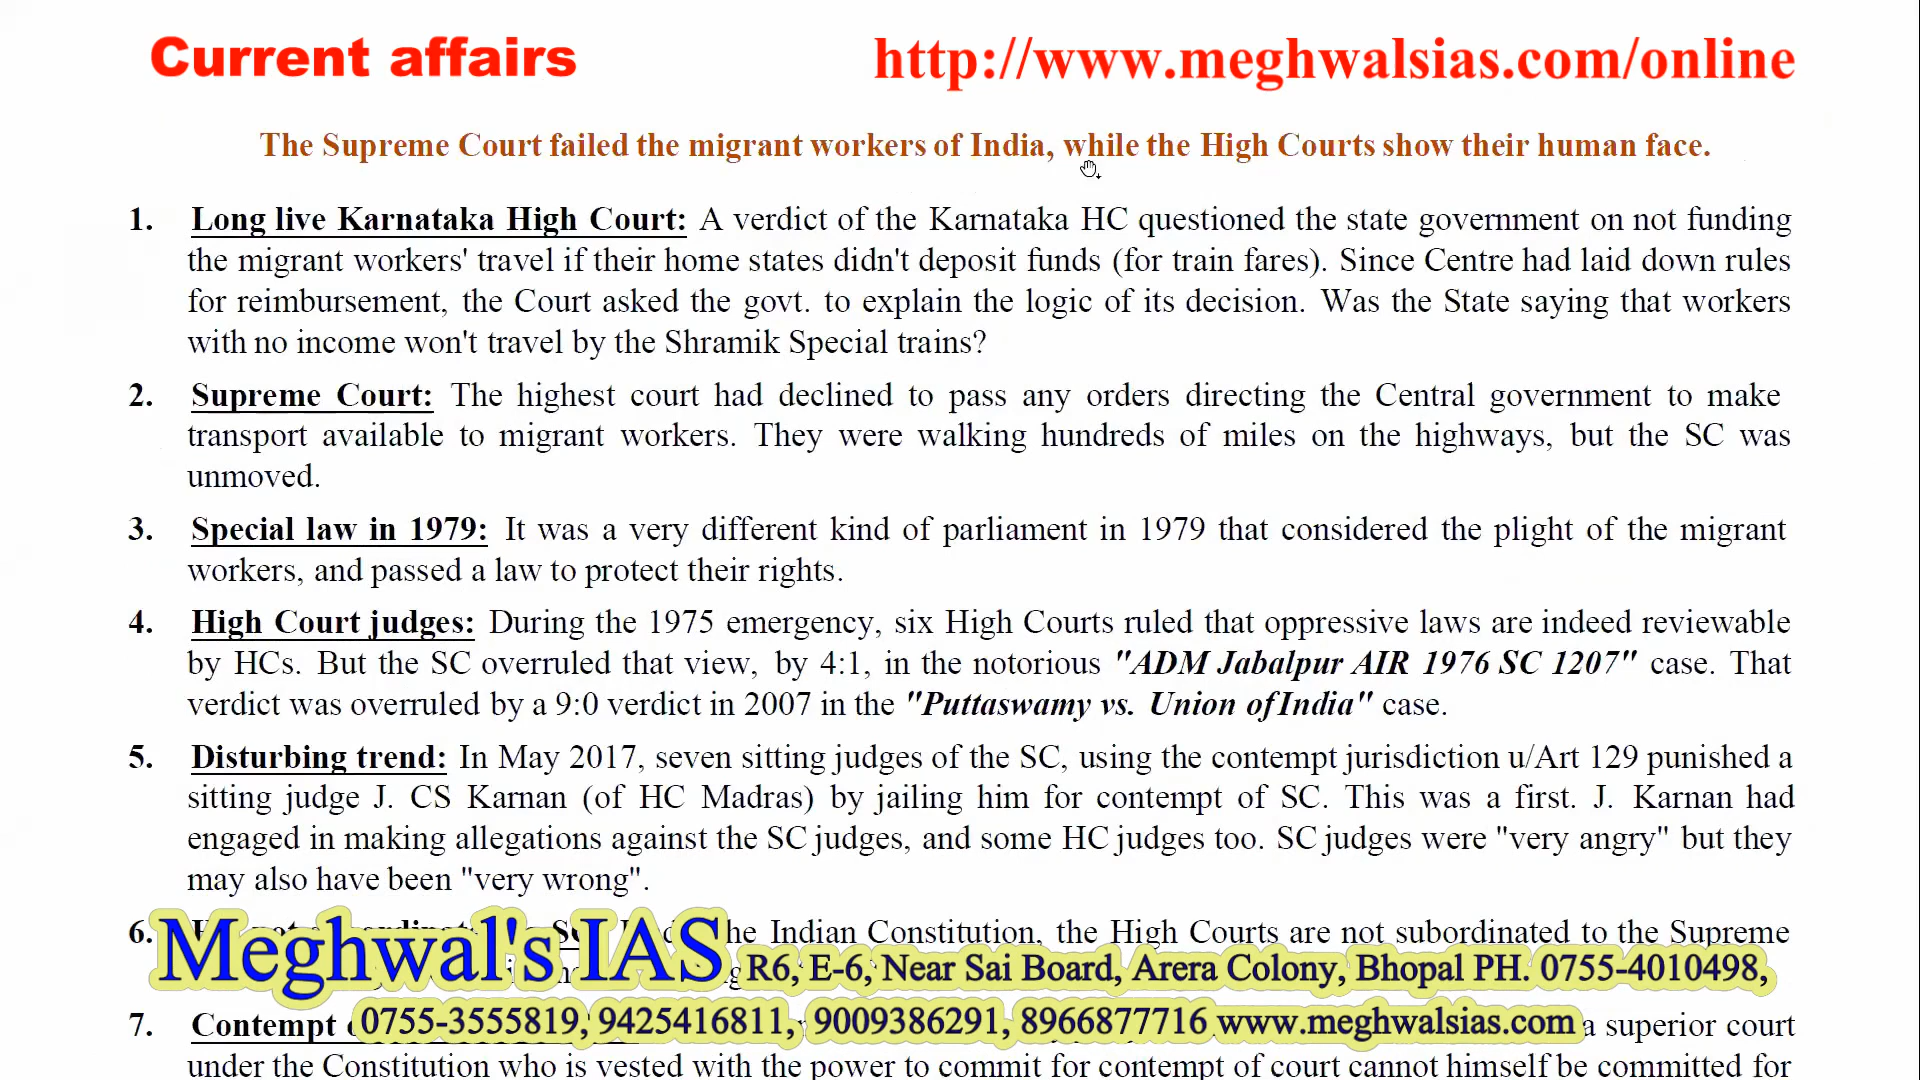 Current affairs
http://www.meghwalsias.com/online
The Supreme Court failed the migrant workers of India, while the High Courts show their human face.
1. Long live Karnataka High Court: A verdict of the Karnataka HC questioned the state government on not funding
the migrant workers' travel if their home states didn't deposit funds (for train fares). Since Centre had laid down rules
for reimbursement, the Court asked the govt. to explain the logic of its decision. Was the State saying that workers
with no income won't travel by the Shramik Special trains?
2. Supreme Court: The highest court had declined to pass any orders directing the Central government to make
transport available to migrant workers. They were walking hundreds of miles on the highways, but the SC was
unmoved.
3. Special law in 1979: It was a very different kind of parliament in 1979 that considered the plight of the migrant
workers, and passed a law to protect their rights.
4. High Court judges: During the 1975 emergency, six High Courts ruled that oppressive laws are indeed reviewable
by HCs. But the SC overruled that view, by 4:1, in the notorious "ADM Jabalpur AIR 1976 SC 1207" case. That
verdict was overruled by a 9:0 verdict in 2007 in the "Puttaswamy vs. Union of India" case.
5. Disturbing trend: In May 2017, seven sitting judges of the SC, using the contempt jurisdiction u/Art 129 punished a
sitting judge J. CS Karnan (of HC Madras) by jailing him for contempt of SC. This was a first. J. Karnan had
engaged in making allegations against the SC judges, and some HC judges too. SC judges were "very angry" but they
may also have been "very wrong".
6. the Indian Constitution, the High Courts are not subordinated to the Supreme
Meghwal's IAS R6, E-6, Near Sai Board, Arera Colony, Bhopal PH. 0755-4010498,
0755-3555819, 9425416811, 9009386291, 8966877716 www.meghwalsias.com
7. Contempt a superior court
under the Constitution who is vested with the power to commit for contempt of court cannot himself be committed for